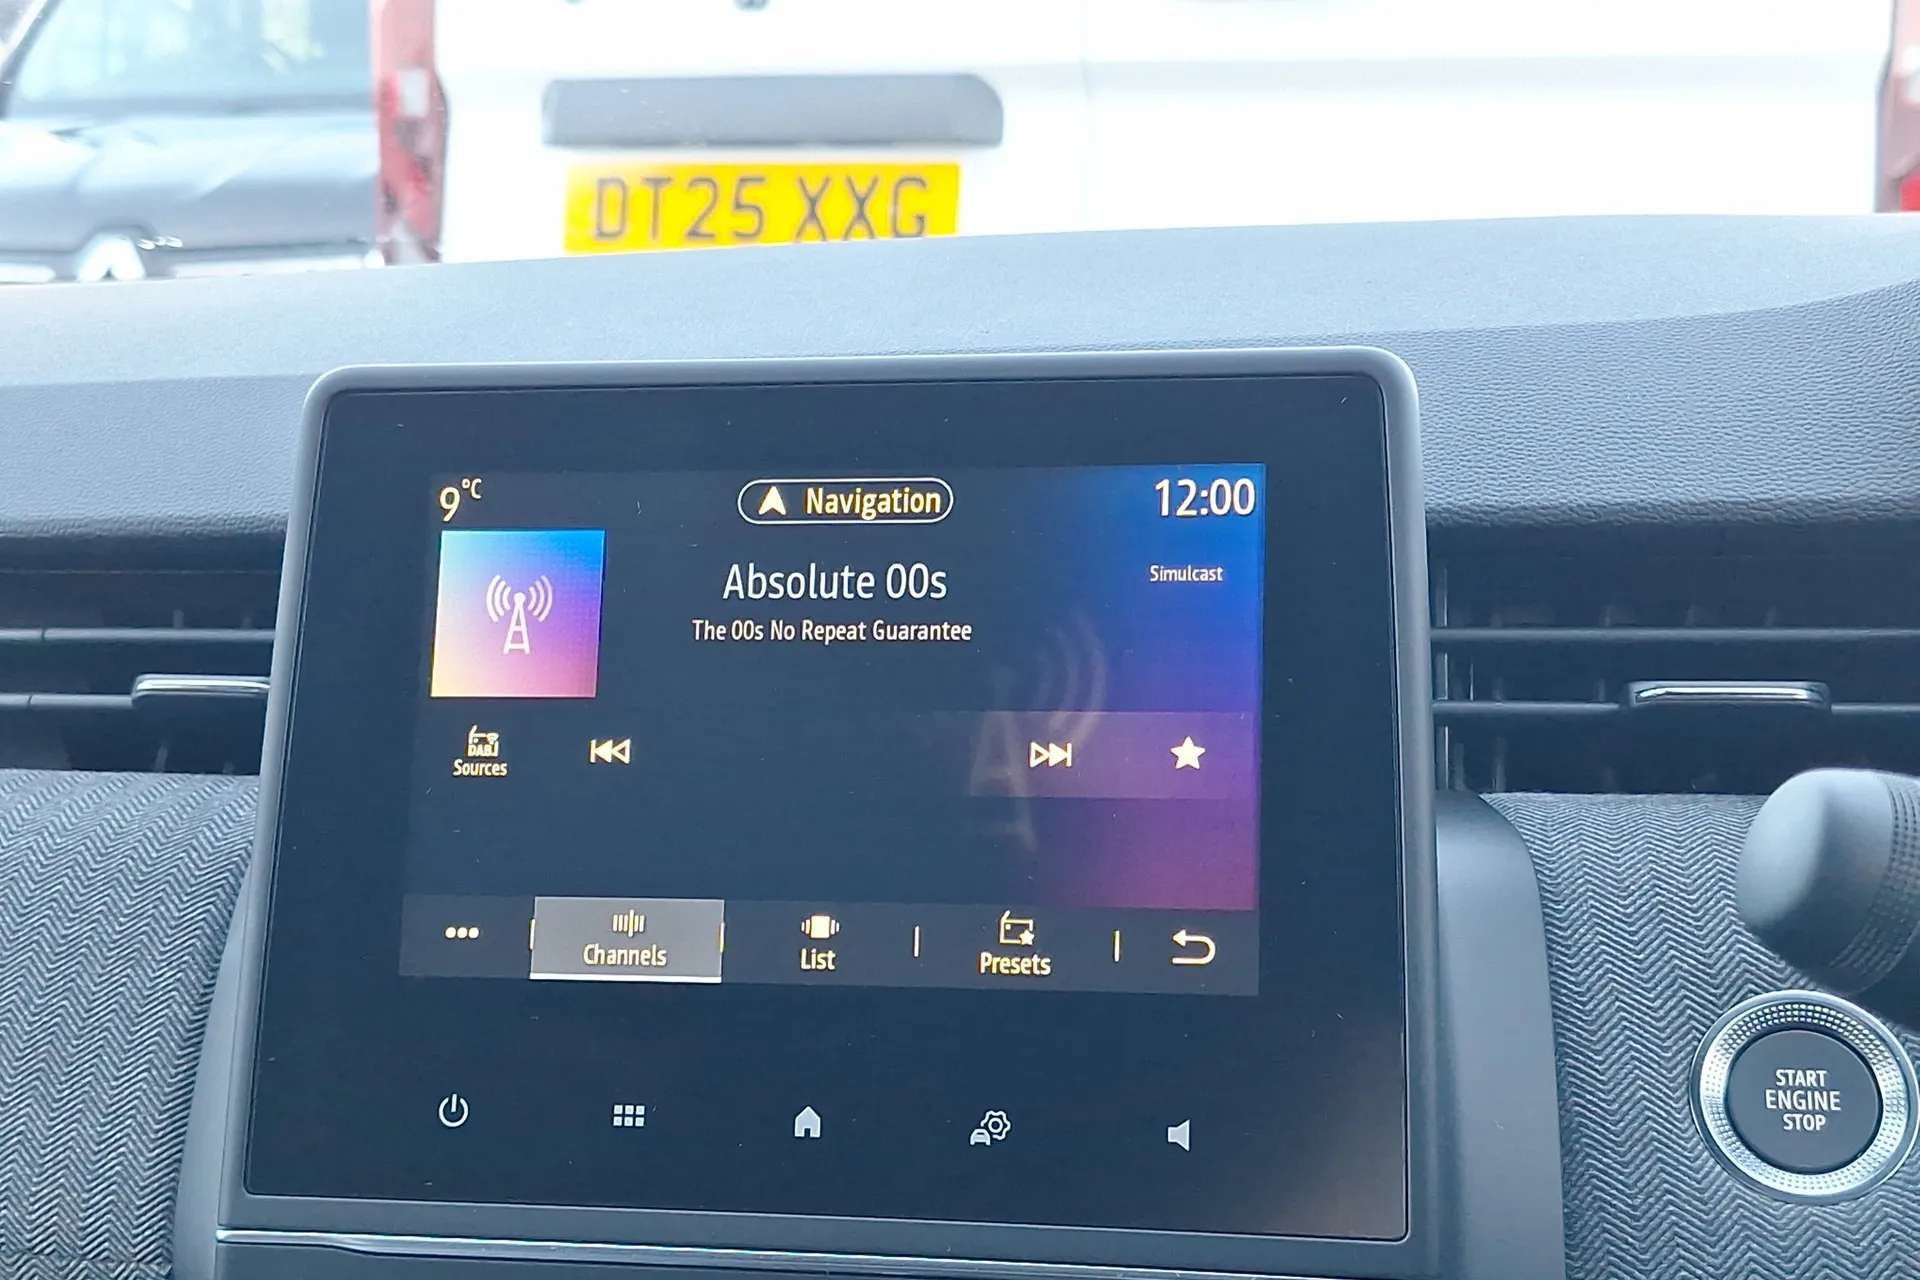 DT25 XXG
9°C
Navigation
12:00
Absolute 00s
Simulcast
The 00s No Repeat Guarantee
DAB
Sources
Channels
List
Presets
START
ENGINE
STOP